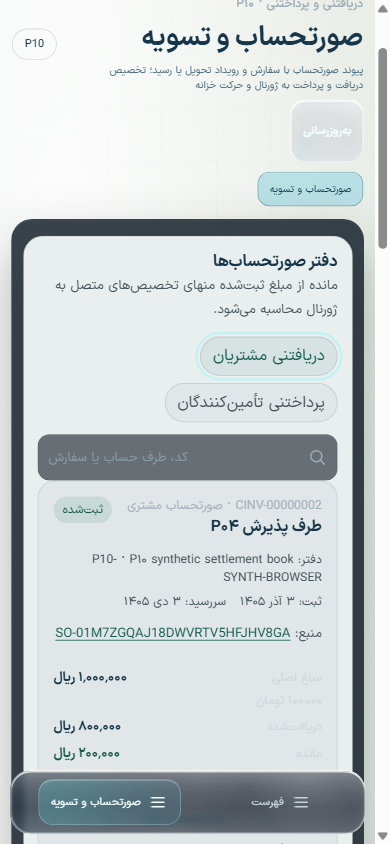 دریافتنی و پرداختنی · P10
صورتحساب و تسویه
P10
پیوند صورتحساب با سفارش و رویداد تحویل یا رسید؛ تخصیص
دریافت و پرداخت به ژورنال و حرکت خزانه
به‌روزرسانی
صورتحساب و تسویه
دفتر صورتحساب‌ها
مانده از مبلغ ثبت‌شده منهای تخصیص‌های متصل به
ژورنال محاسبه می‌شود.
دریافتنی مشتریان
پرداختنی تأمین‌کنندگان
کد، طرف حساب یا سفارش
CINV-00000002 · صورتحساب مشتری
ثبت‌شده
طرف پذیرش P۰۴
دفتر: P10- · P1۰ synthetic settlement book
SYNTH-BROWSER
ثبت: ۳ آذر ۱۴۰۵ سررسید: ۳ دی ۱۴۰۵
منبع: SO-01M7ZGQAJ18DWVRTV5HFJHV8GA
مبلغ اصلی ۱٬۰۰۰٬۰۰۰ ریال
۱۰۰٬۰۰۰ تومان
دریافت‌شده ۸۰۰٬۰۰۰ ریال
مانده ۲۰۰٬۰۰۰ ریال
فهرست
صورتحساب و تسویه